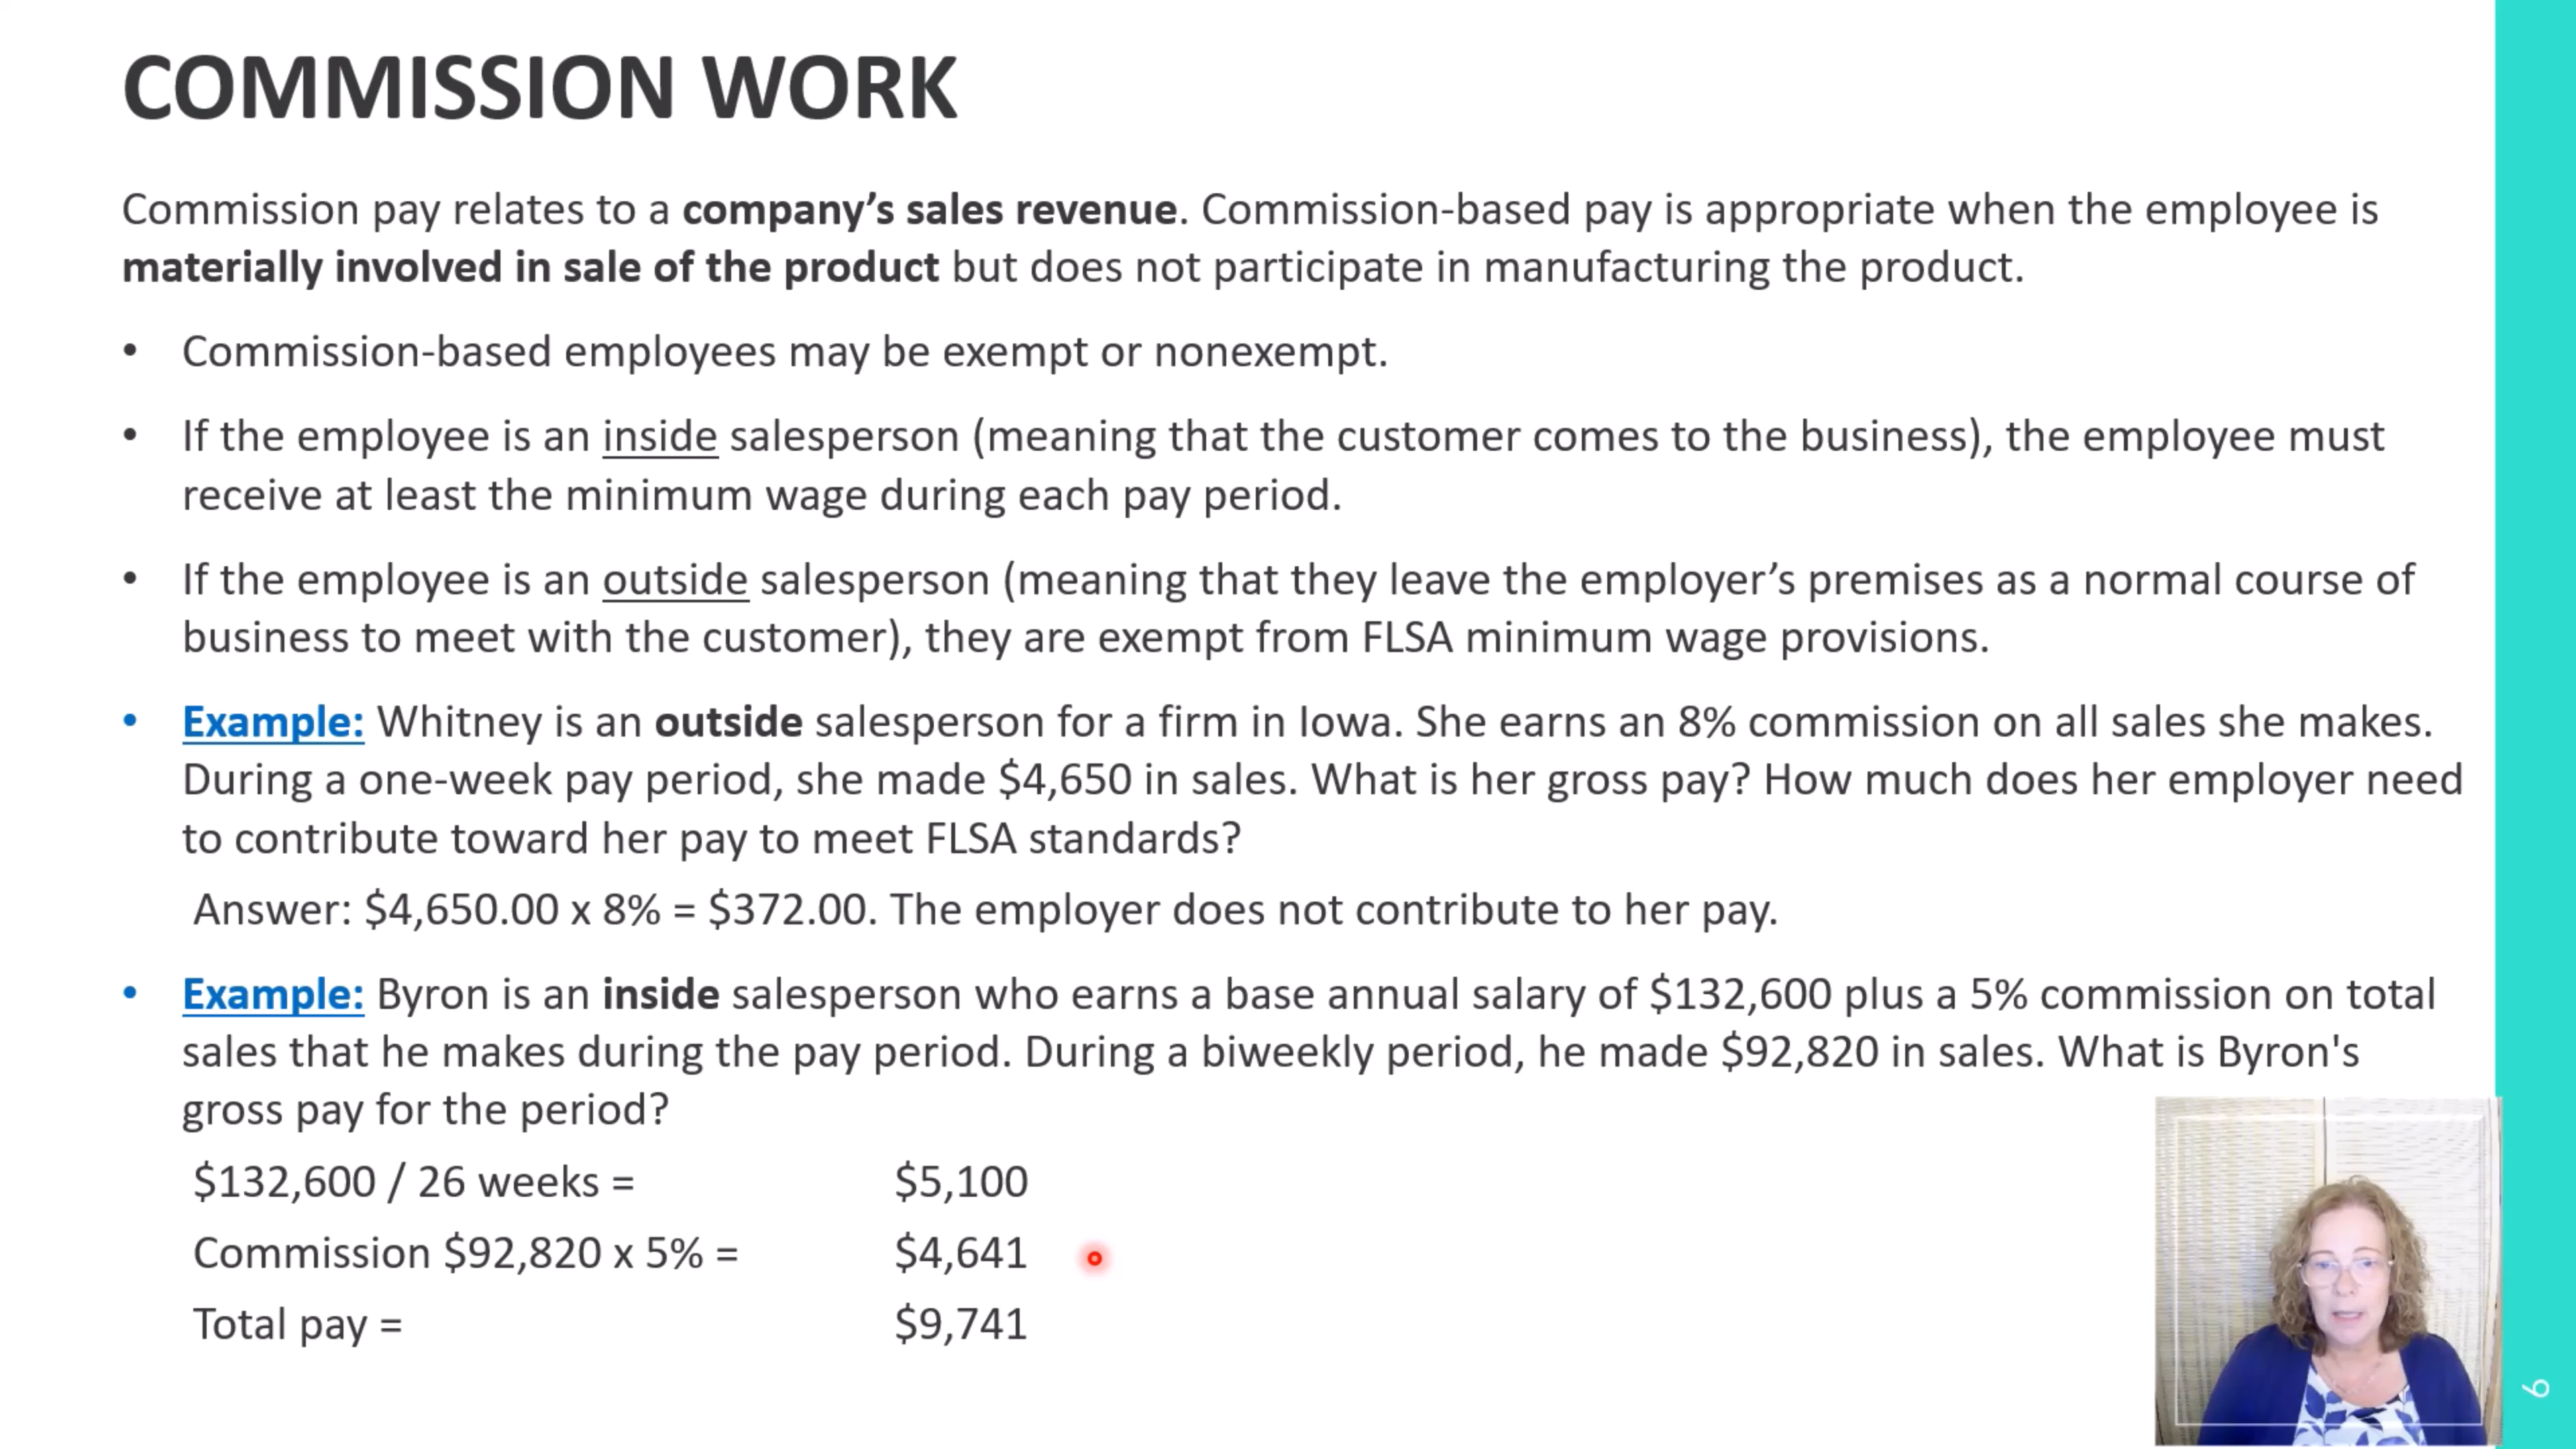 COMMISSION WORK
Commission pay relates to a company’s sales revenue. Commission-based pay is appropriate when the employee is
materially involved in sale of the product but does not participate in manufacturing the product.
• Commission-based employees may be exempt or nonexempt.
• If the employee is an inside salesperson (meaning that the customer comes to the business), the employee must
receive at least the minimum wage during each pay period.
• If the employee is an outside salesperson (meaning that they leave the employer’s premises as a normal course of
business to meet with the customer), they are exempt from FLSA minimum wage provisions.
• Example: Whitney is an outside salesperson for a firm in Iowa. She earns an 8% commission on all sales she makes.
During a one-week pay period, she made $4,650 in sales. What is her gross pay? How much does her employer need
to contribute toward her pay to meet FLSA standards?
Answer: $4,650.00 x 8% = $372.00. The employer does not contribute to her pay.
• Example: Byron is an inside salesperson who earns a base annual salary of $132,600 plus a 5% commission on total
sales that he makes during the pay period. During a biweekly period, he made $92,820 in sales. What is Byron's
gross pay for the period?
$132,600 / 26 weeks = $5,100
Commission $92,820 x 5% = $4,641
Total pay = $9,741
6